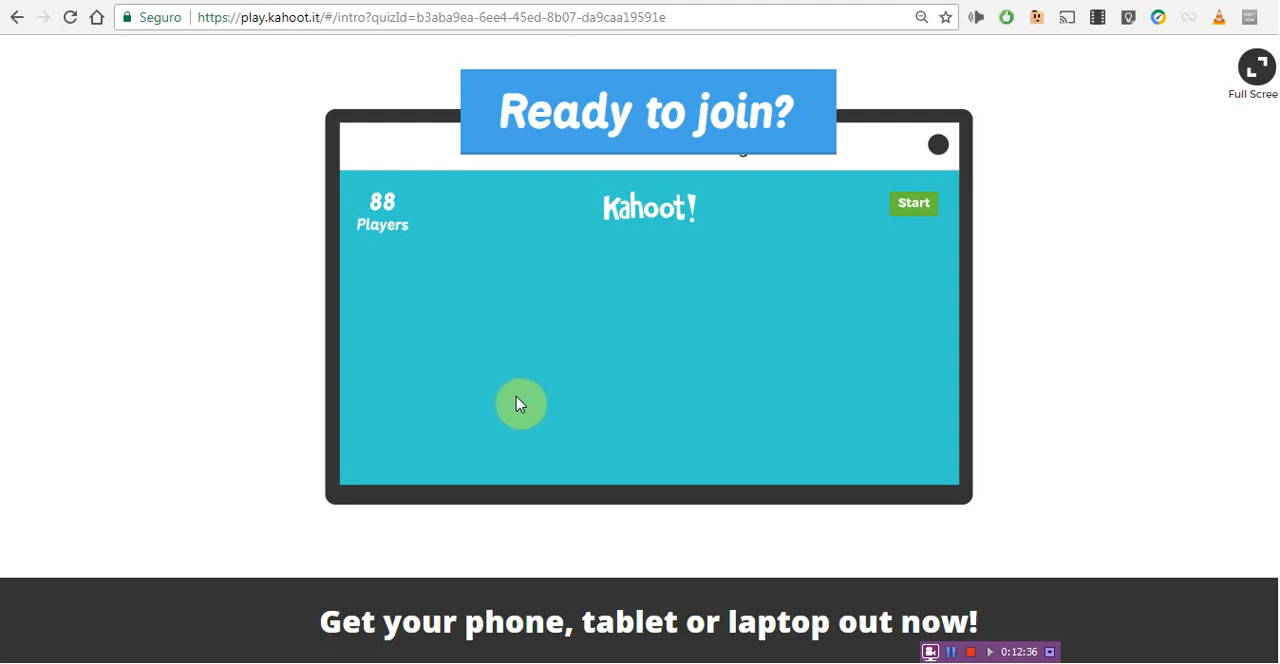 Seguro https://play.kahoot.it/#/intro?quizId=b3aba9ea-6ee4-45ed-8b07-da9caa19591e
Full Scree
Ready to join?
88
Players
Kahoot!
Start
Get your phone, tablet or laptop out now!
0:12:36